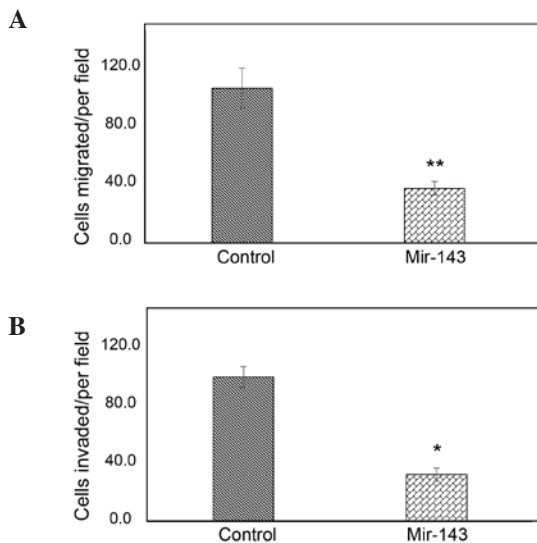 A
Cells migrated/per field
120.0
80.0
40.0
0.0
**
Control Mir-143
B
Cells invaded/per field
120.0
80.0
40.0
0.0
*
Control Mir-143